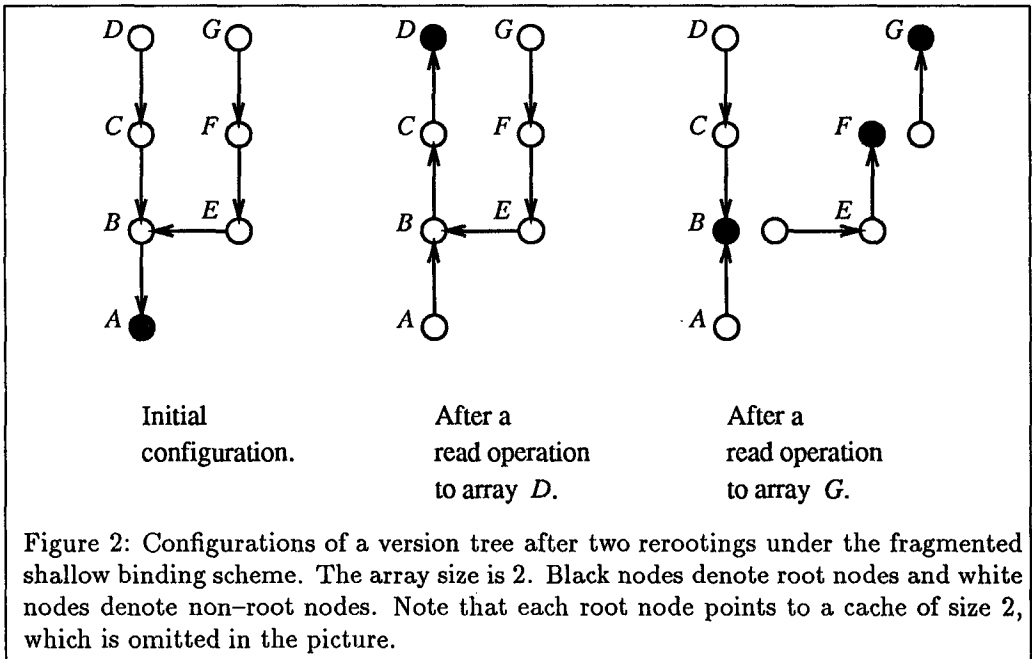 D G D G D G
C F C F C F
B E B E B E
A A A
Initial configuration.
After a read operation to array D.
After a read operation to array G.
Figure 2: Configurations of a version tree after two rerootings under the fragmented
shallow binding scheme. The array size is 2. Black nodes denote root nodes and white
nodes denote non–root nodes. Note that each root node points to a cache of size 2,
which is omitted in the picture.